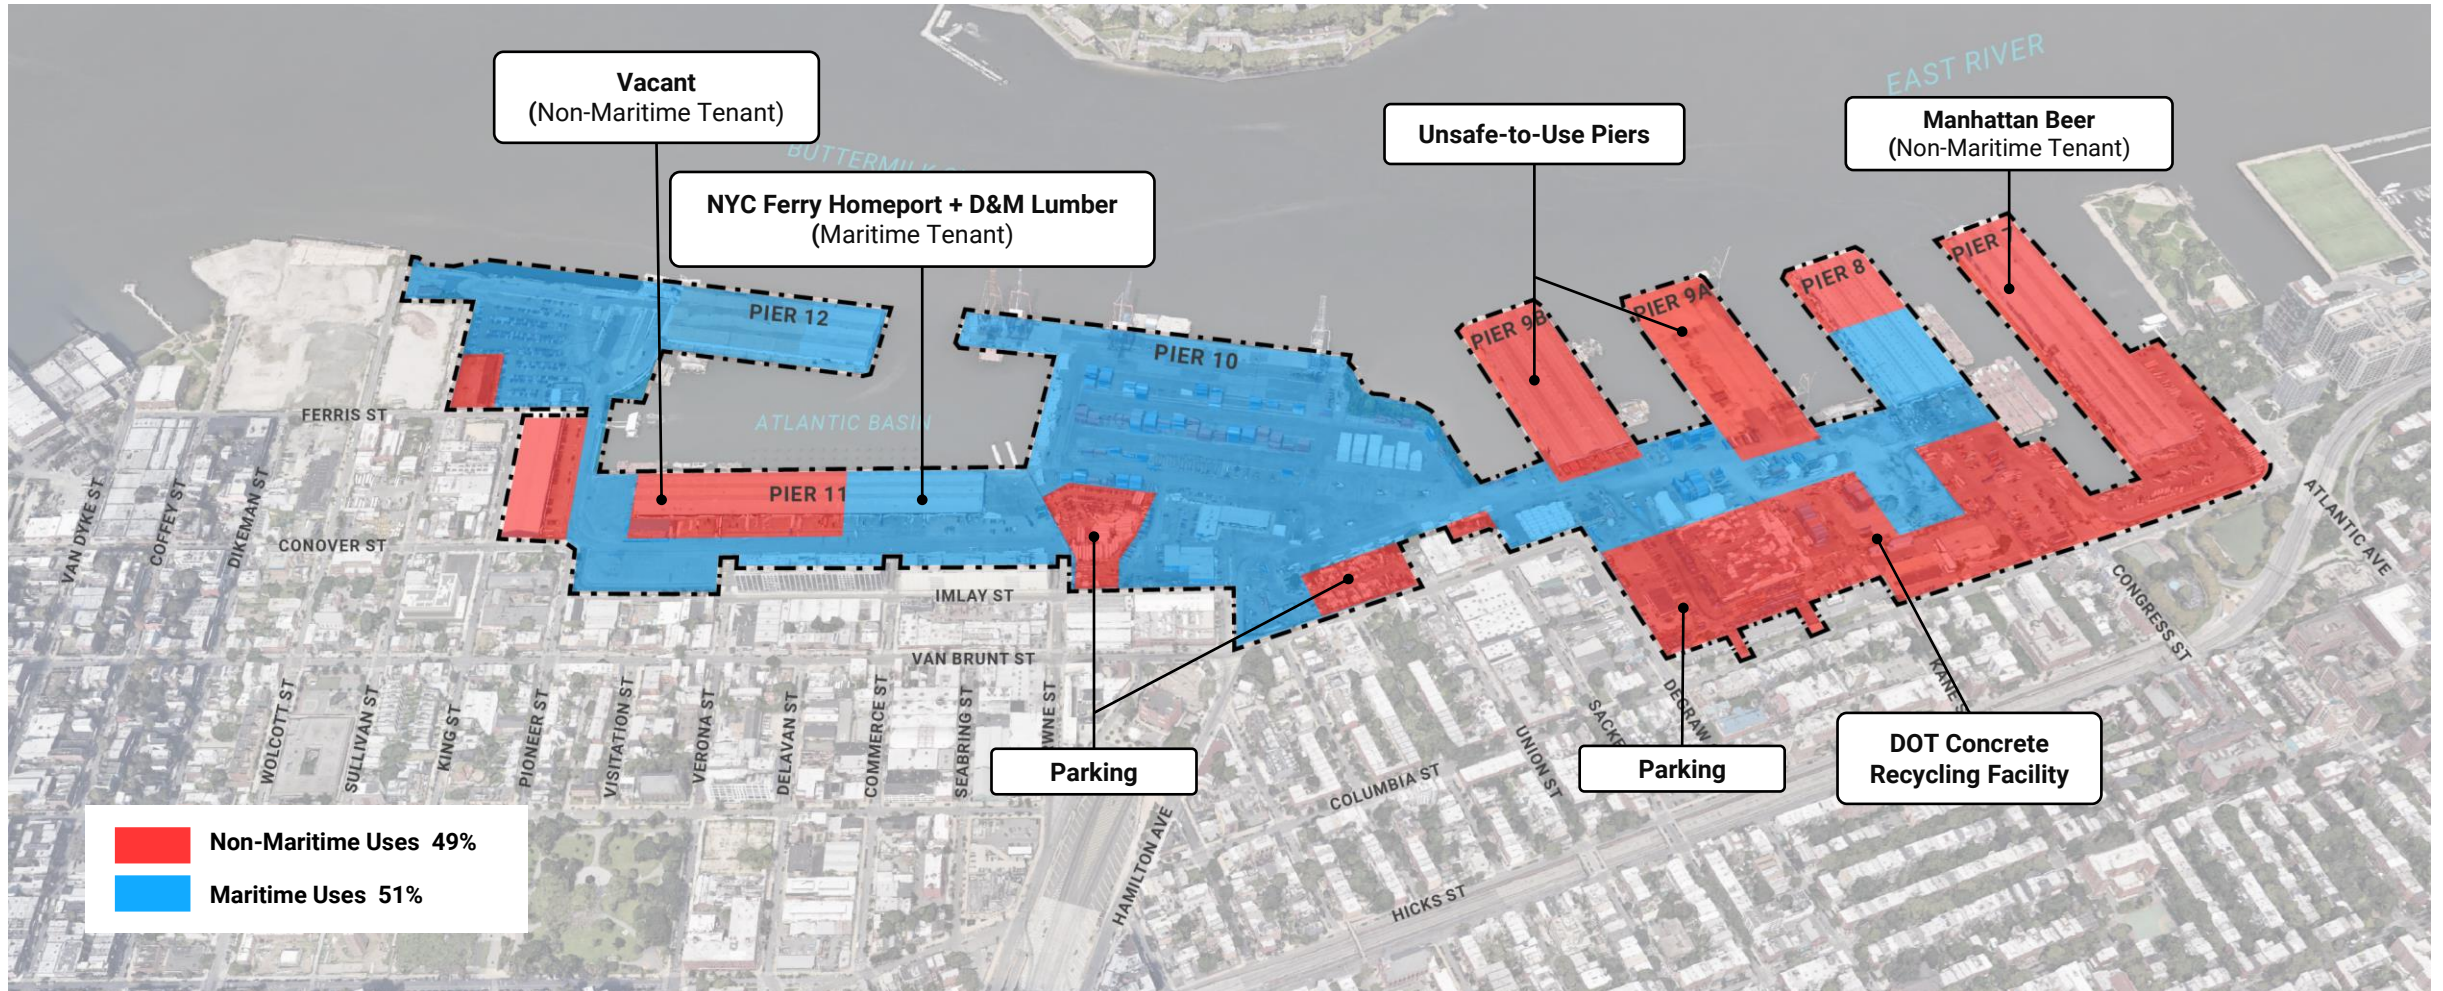 EAST RIVER
Vacant
(Non-Maritime Tenant)
BUTTERMILK
NYC Ferry Homeport + D&M Lumber
(Maritime Tenant)
Unsafe-to-Use Piers
Manhattan Beer
(Non-Maritime Tenant)
PIER 12
PIER 10
PIER 9B
PIER 9A
PIER 8
PIER
ATLANTIC BASIN
PIER 11
FERRIS ST
CONOVER ST
IMLAY ST
VAN BRUNT ST
VAN DYKE ST
COFFEY ST
DIKEMAN ST
WOLCOTT ST
SULLIVAN ST
KING ST
PIONEER ST
VISITATION ST
VERONA ST
DELAVAN ST
COMMERCE ST
SEABRING ST
ST
HAMILTON AVE
COLUMBIA ST
HICKS ST
UNION ST
DEGRAW
KANE
CONGRESS ST
ATLANTIC AVE
Parking
Parking
DOT Concrete
Recycling Facility
Non-Maritime Uses 49%
Maritime Uses 51%